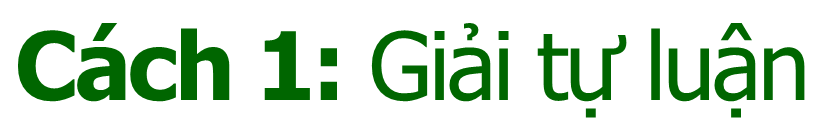 Cách 1: Giải tự luận